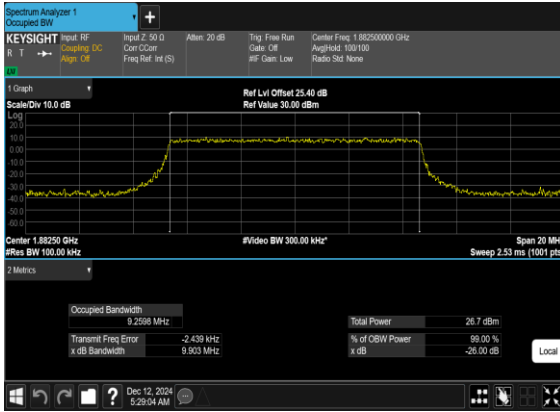 Spectrum Analyzer 1
Occupied BW
+
KEYSIGHT Input: RF Input Z: 50 Ω Atten: 20 dB Trig: Free Run Center Freq: 1.882500000 GHz
R T Coupling: DC Corr CCorr Gate: Off Avg|Hold: 100/100
Align: Off Freq Ref: Int (S) #IF Gain: Low Radio Std: None
LW
1 Graph Ref Lvl Offset 25.40 dB
Scale/Div 10.0 dB Ref Value 30.00 dBm
Log
20.0
10.0
0.00
-10.0
-20.0
-30.0
-40.0
-50.0
-60.0
Center 1.88250 GHz #Video BW 300.00 kHz* Span 20 MH
#Res BW 100.00 kHz Sweep 2.53 ms (1001 pts
2 Metrics
Occupied Bandwidth
9.2598 MHz Total Power 26.7 dBm
Transmit Freq Error -2.439 kHz % of OBW Power 99.00 %
x dB Bandwidth 9.903 MHz x dB -26.00 dB
Local
? Dec 12, 2024
5:29:04 AM